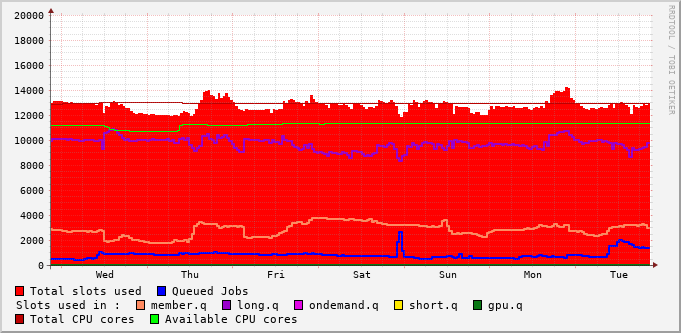 20000
18000
16000
14000
12000
10000
8000
6000
4000
2000
0
Wed Thu Fri Sat Sun Mon Tue
RRDTOOL / TOBI OETIKER
Total slots used Queued Jobs
Slots used in : member.q long.q ondemand.q short.q gpu.q
Total CPU cores Available CPU cores